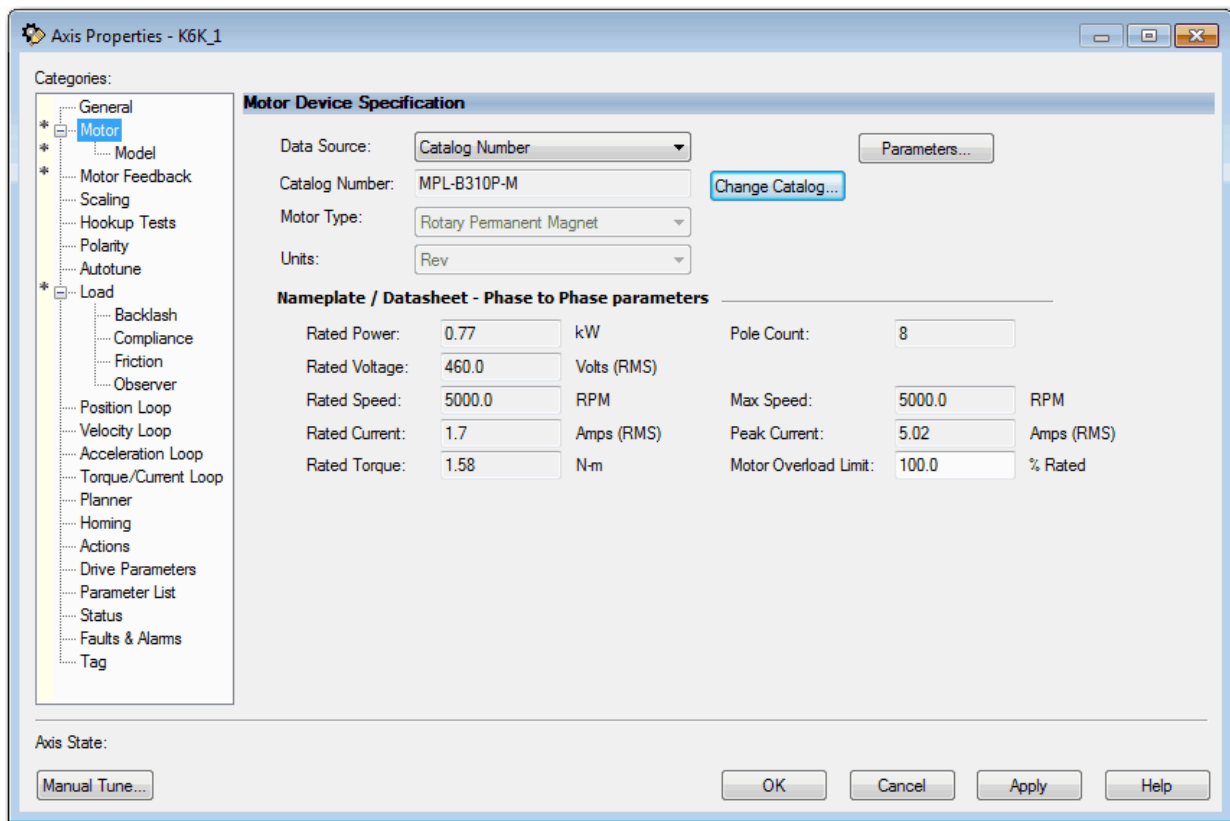 Axis Properties - K6K_1
Categories:
General
* Motor
* Model
* Motor Feedback
Scaling
Hookup Tests
Polarity
Autotune
* Load
Backlash
Compliance
Friction
Observer
Position Loop
Velocity Loop
Acceleration Loop
Torque/Current Loop
Planner
Homing
Actions
Drive Parameters
Parameter List
Status
Faults & Alarms
Tag
Motor Device Specification
Data Source: Catalog Number Parameters...
Catalog Number: MPL-B310P-M Change Catalog...
Motor Type: Rotary Permanent Magnet
Units: Rev
Nameplate / Datasheet - Phase to Phase parameters
Rated Power: 0.77 kW Pole Count: 8
Rated Voltage: 460.0 Volts (RMS)
Rated Speed: 5000.0 RPM Max Speed: 5000.0 RPM
Rated Current: 1.7 Amps (RMS) Peak Current: 5.02 Amps (RMS)
Rated Torque: 1.58 N-m Motor Overload Limit: 100.0 % Rated
Axis State:
Manual Tune... OK Cancel Apply Help